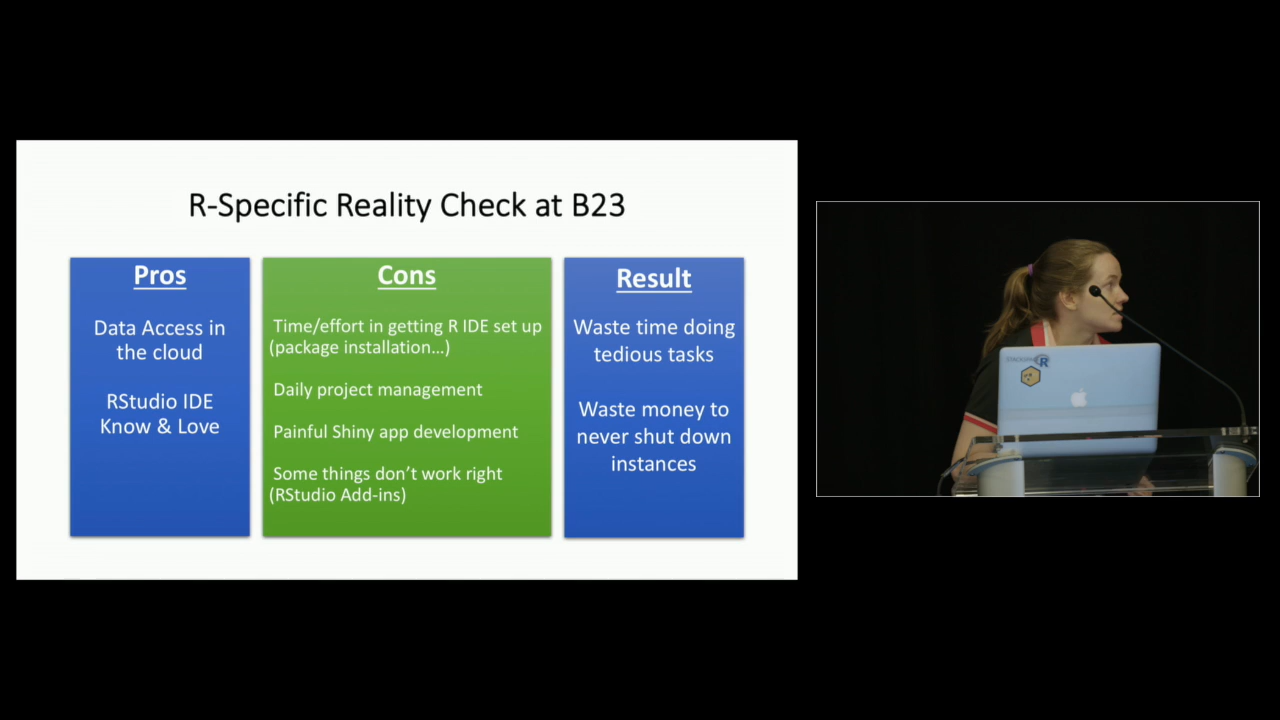 R-Specific Reality Check at B23
Pros
Data Access in
the cloud
RStudio IDE
Know & Love
Cons
Time/effort in getting R IDE set up
(package installation…)
Daily project management
Painful Shiny app development
Some things don’t work right
(RStudio Add-ins)
Result
Waste time doing
tedious tasks
Waste money to
never shut down
instances
R